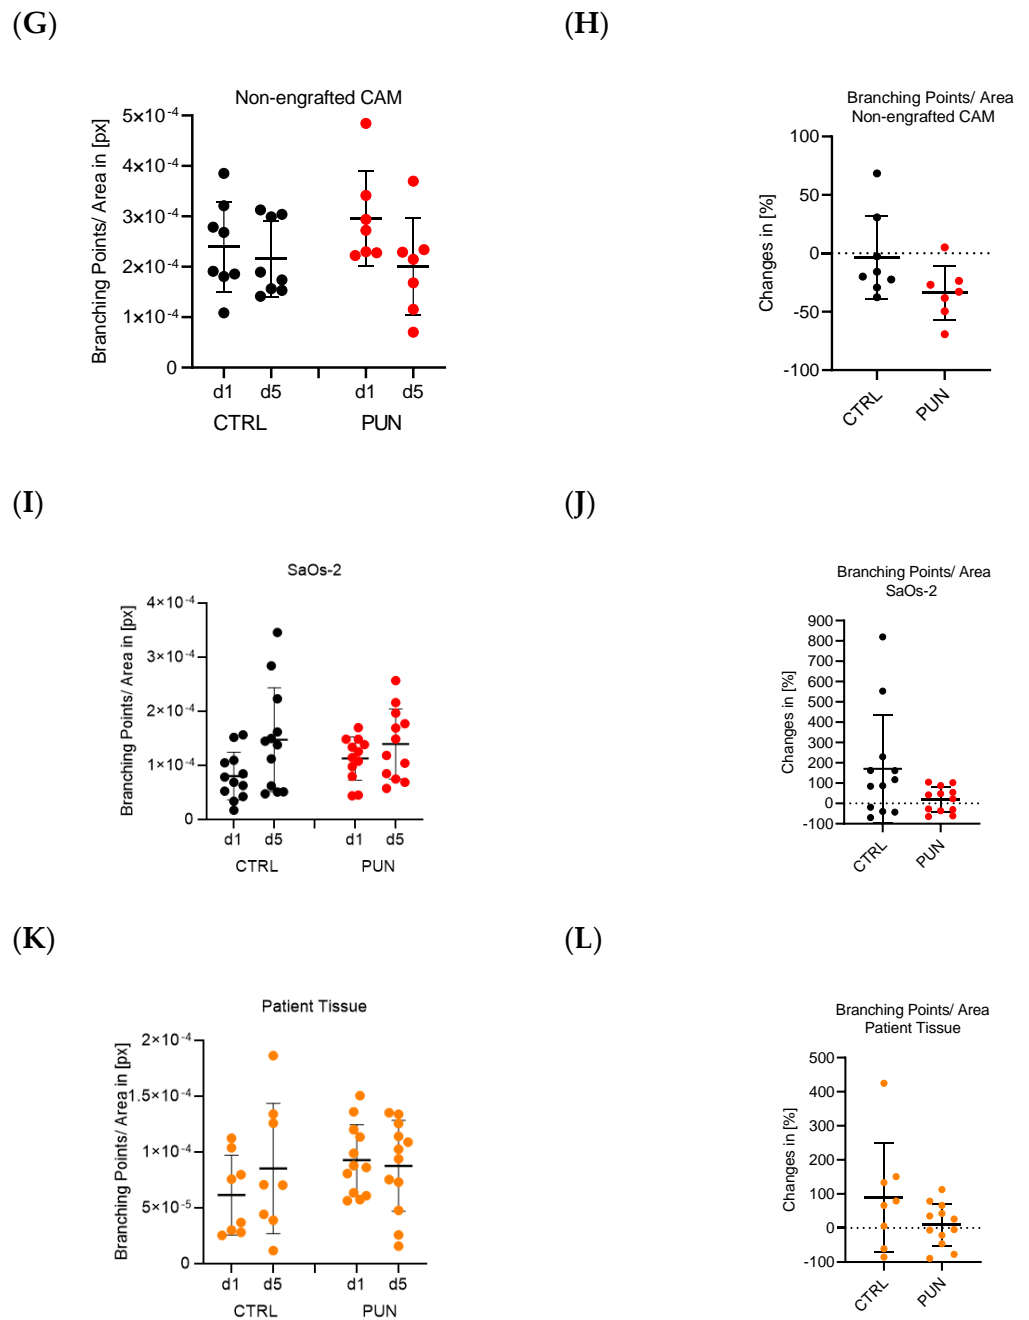 (G)
Non-engrafted CAM
Branching Points/ Area in [px]
5×10⁻⁴
4×10⁻⁴
3×10⁻⁴
2×10⁻⁴
1×10⁻⁴
0
d1 d5 d1 d5
CTRL PUN
(H)
Branching Points/ Area
Non-engrafted CAM
Changes in [%]
100
50
0
-50
-100
CTRL PUN
(I)
SaOs-2
Branching Points/ Area in [px]
4×10⁻⁴
3×10⁻⁴
2×10⁻⁴
1×10⁻⁴
0
d1 d5 d1 d5
CTRL PUN
(J)
Branching Points/ Area
SaOs-2
Changes in [%]
900
800
700
600
500
400
300
200
100
0
-100
CTRL PUN
(K)
Patient Tissue
Branching Points/ Area in [px]
2×10⁻⁴
1.5×10⁻⁴
1×10⁻⁴
5×10⁻⁵
0
d1 d5 d1 d5
CTRL PUN
(L)
Branching Points/ Area
Patient Tissue
Changes in [%]
500
400
300
200
100
0
-100
CTRL PUN